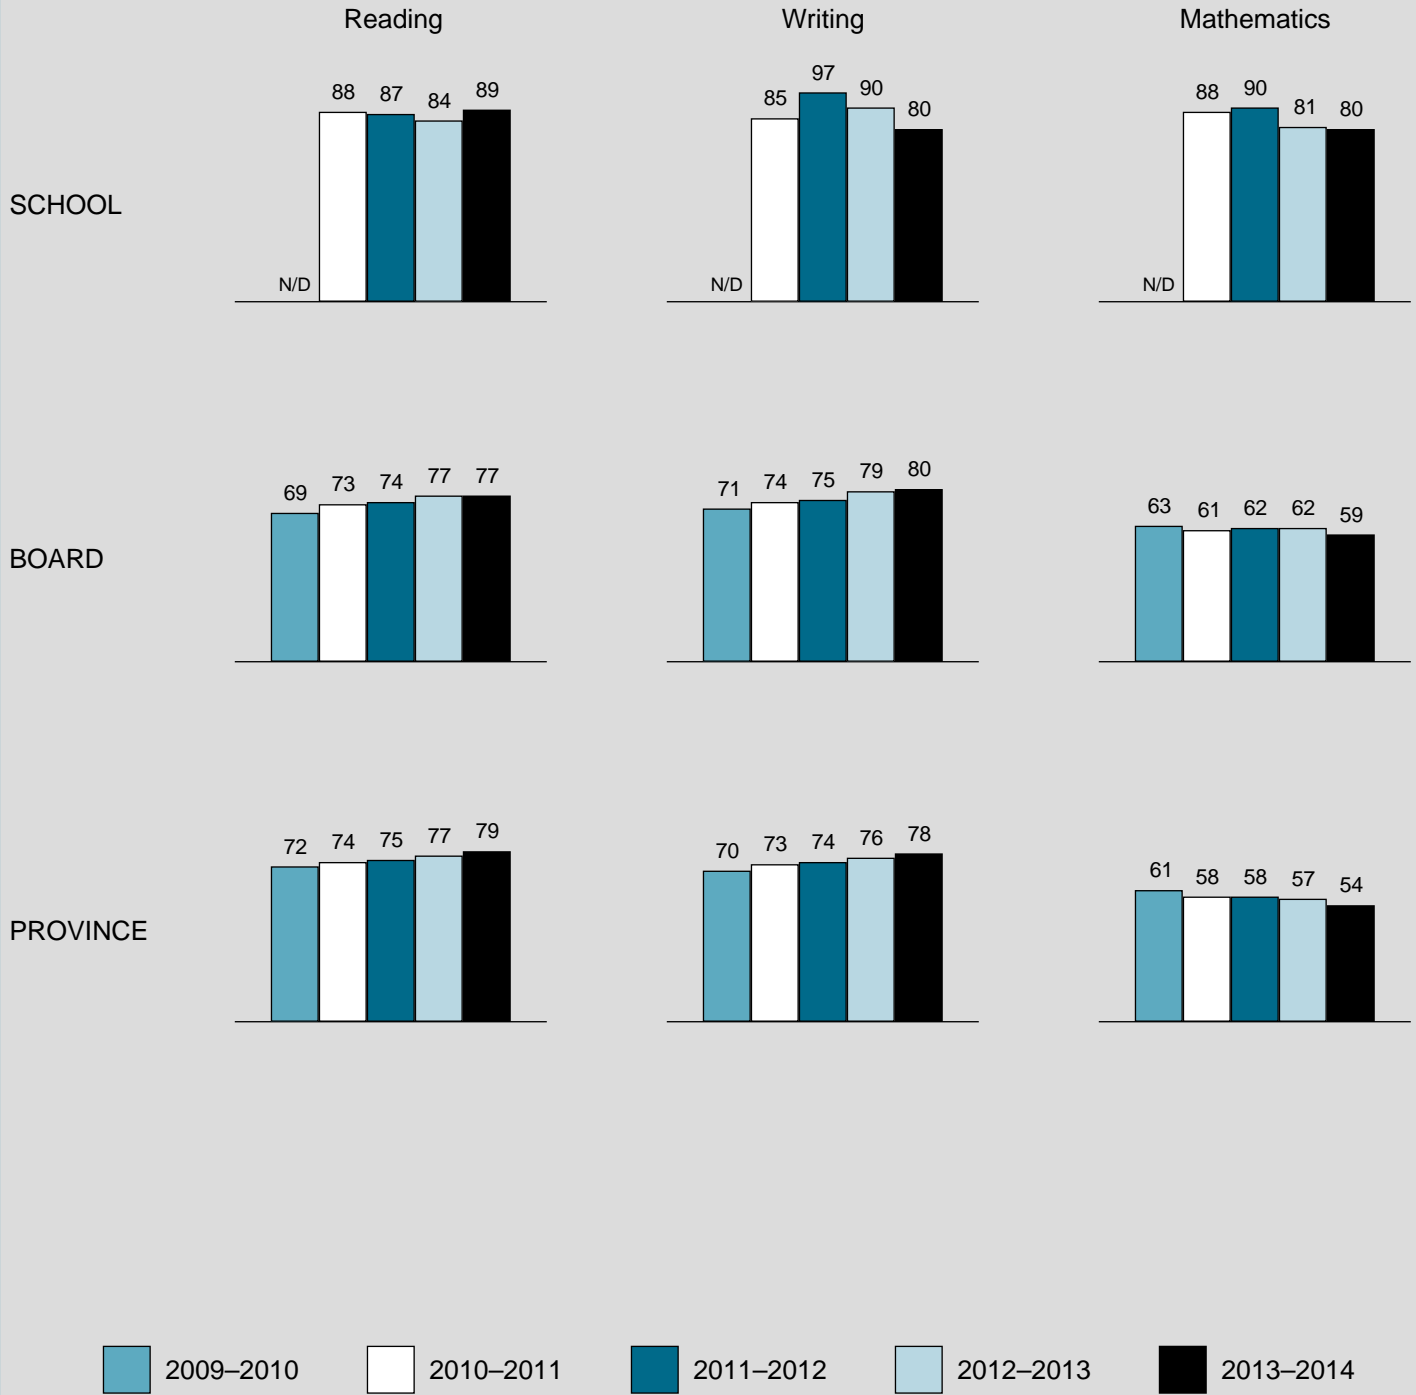 Reading Writing Mathematics
97
88 87 84 89 85 90 80 88 90 81 80
SCHOOL
N/D N/D N/D
69 73 74 77 77 71 74 75 79 80 63 61 62 62 59
BOARD
72 74 75 77 79 70 73 74 76 78 61 58 58 57 54
PROVINCE
2009–2010 2010–2011 2011–2012 2012–2013 2013–2014